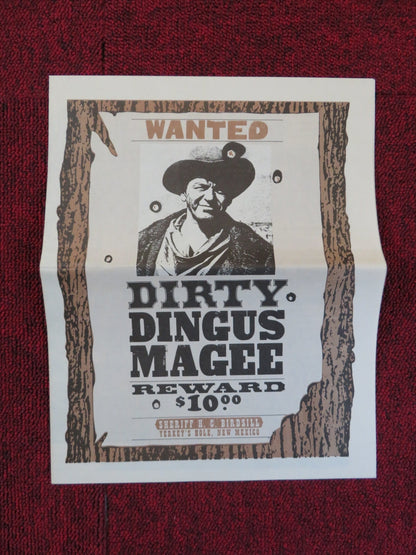 WANTED
DIRTY
DINGUS
MAGEE
REWARD
$10.00
SHERIFF H. C. BIRDSILL
YERKEY'S HOLE, NEW MEXICO